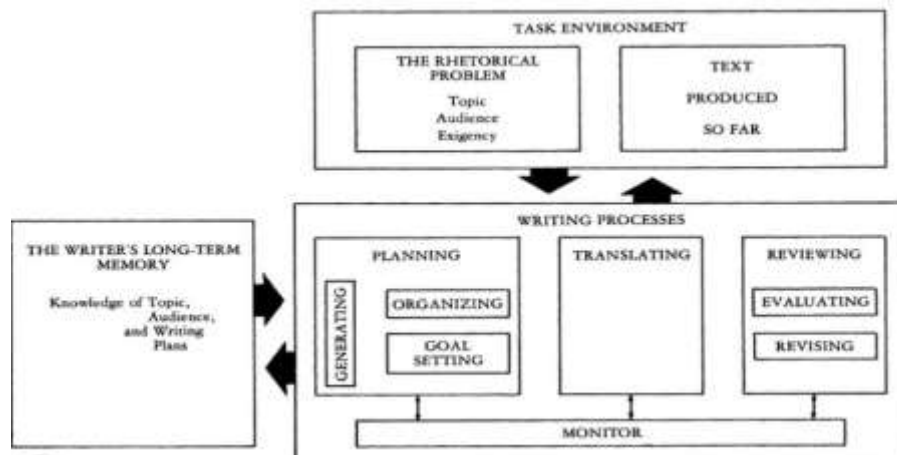 TASK ENVIRONMENT
THE RHETORICAL
PROBLEM
Topic
Audience
Exigency
TEXT
PRODUCED
SO FAR
WRITING PROCESSES
THE WRITER'S LONG-TERM
MEMORY
Knowledge of Topic,
Audience,
and Writing
Plans
PLANNING
GENERATING
ORGANIZING
GOAL
SETTING
TRANSLATING
REVIEWING
EVALUATING
REVISING
MONITOR